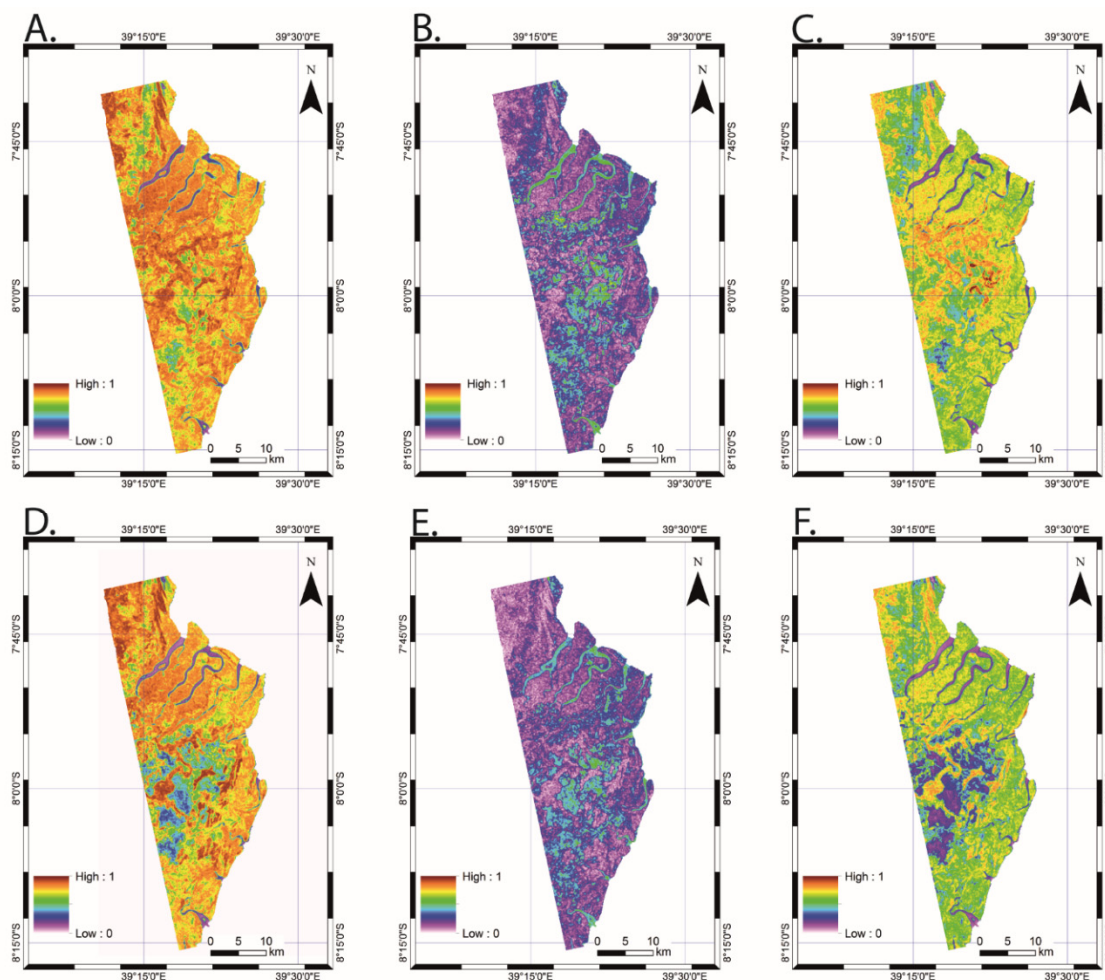 A. B. C.
39°15'0"E 39°30'0"E 39°15'0"E 39°30'0"E 39°15'0"E 39°30'0"E
N N N
7°45'0"S 7°45'0"S 7°45'0"S 7°45'0"S 7°45'0"S 7°45'0"S
8°0'0"S 8°0'0"S 8°0'0"S 8°0'0"S 8°0'0"S 8°0'0"S
High : 1 High : 1 High : 1
Low : 0 Low : 0 Low : 0
8°15'0"S 8°15'0"S 8°15'0"S 8°15'0"S 8°15'0"S 8°15'0"S
0 5 10 0 5 10 0 5 10
km km km
39°15'0"E 39°30'0"E 39°15'0"E 39°30'0"E 39°15'0"E 39°30'0"E
D. E. F.
39°15'0"E 39°30'0"E 39°15'0"E 39°30'0"E 39°15'0"E 39°30'0"E
N N N
7°45'0"S 7°45'0"S 7°45'0"S 7°45'0"S 7°45'0"S 7°45'0"S
8°0'0"S 8°0'0"S 8°0'0"S 8°0'0"S 8°0'0"S 8°0'0"S
High : 1 High : 1 High : 1
Low : 0 Low : 0 Low : 0
8°15'0"S 8°15'0"S 8°15'0"S 8°15'0"S 8°15'0"S 8°15'0"S
0 5 10 0 5 10 0 5 10
km km km
39°15'0"E 39°30'0"E 39°15'0"E 39°30'0"E 39°15'0"E 39°30'0"E